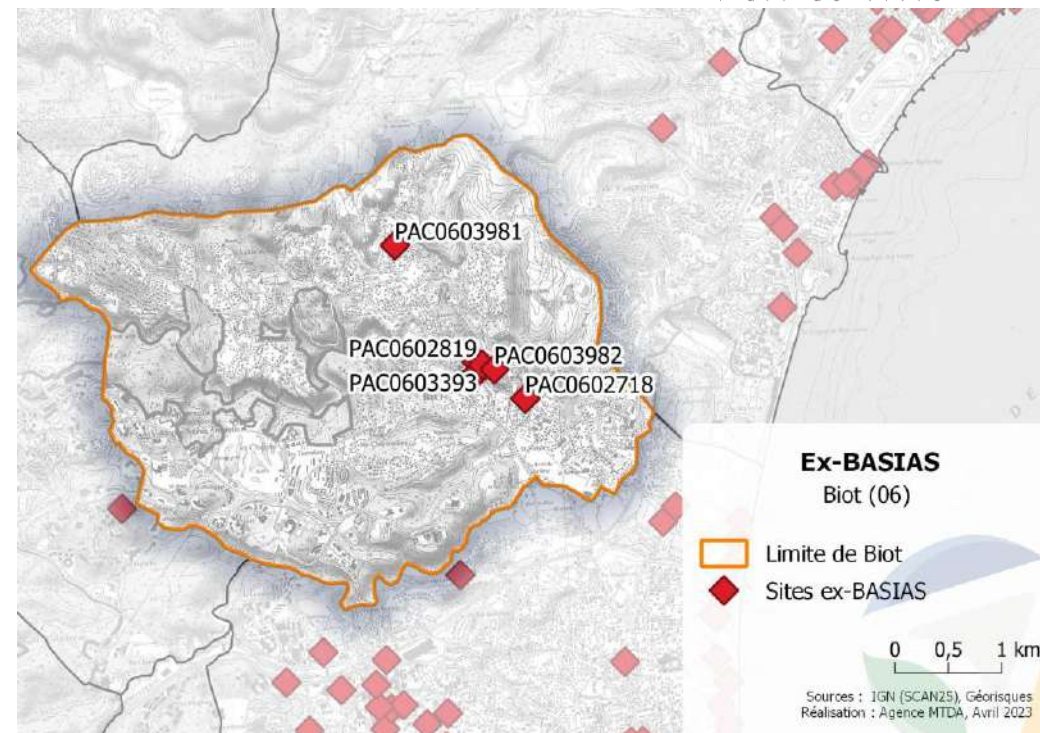 PAC0603981
PAC0602819
PAC0603982
PAC0603393
PAC0602718
Ex-BASIAS
Biot (06)
Limite de Biot
Sites ex-BASIAS
0 0,5 1 km
Sources : IGN (SCAN25), Géorisques
Réalisation : Agence MTDA, Avril 2023